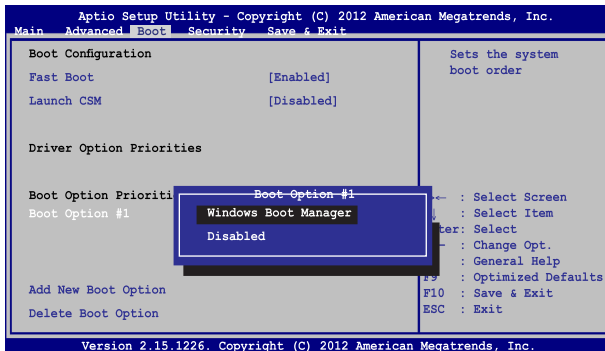 Aptio Setup Utility - Copyright (C) 2012 American Megatrends, Inc.
Main Advanced Boot Security Save & Exit
Boot Configuration
Fast Boot [Enabled]
Launch CSM [Disabled]
Driver Option Priorities
Boot Option Prioriti
Boot Option #1
Add New Boot Option
Delete Boot Option
Boot Option #1
Windows Boot Manager
Disabled
Sets the system
boot order
→← : Select Screen
: Select Item
ter: Select
— : Change Opt.
: General Help
F9 : Optimized Defaults
F10 : Save & Exit
ESC : Exit
Version 2.15.1226. Copyright (C) 2012 American Megatrends, Inc.